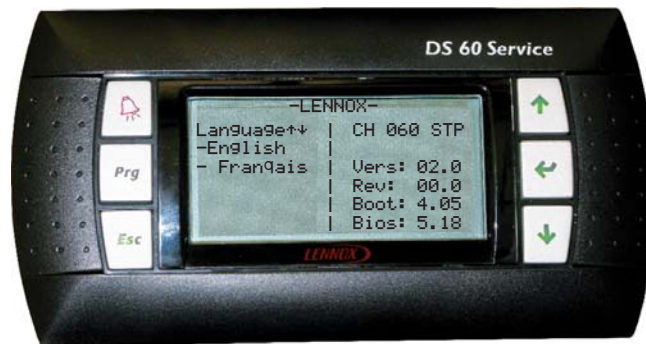 DS 60 Service
-LENNOX-
Language↑↓ | CH 060 STP
-English |
- Français | Vers: 02.0
| Rev: 00.0
| Boot: 4.05
| Bios: 5.18
Prg
Esc
LENNOX